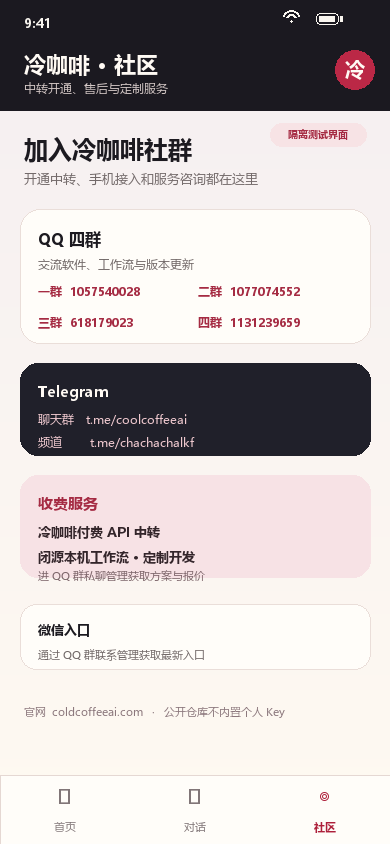 9:41
冷咖啡 · 社区
中转开通、售后与定制服务
冷
隔离测试界面
加入冷咖啡社群
开通中转、手机接入和服务咨询都在这里
QQ 四群
交流软件、工作流与版本更新
一群 1057540028 二群 1077074552
三群 618179023 四群 1131239659
Telegram
聊天群 t.me/coolcoffeeai
频道 t.me/chachachalkf
收费服务
冷咖啡付费 API 中转
闭源本机工作流 · 定制开发
进 QQ 群私聊管理获取方案与报价
微信入口
通过 QQ 群联系管理获取最新入口
官网 coldcoffeeai.com · 公开仓库不内置个人 Key
首页 对话 社区